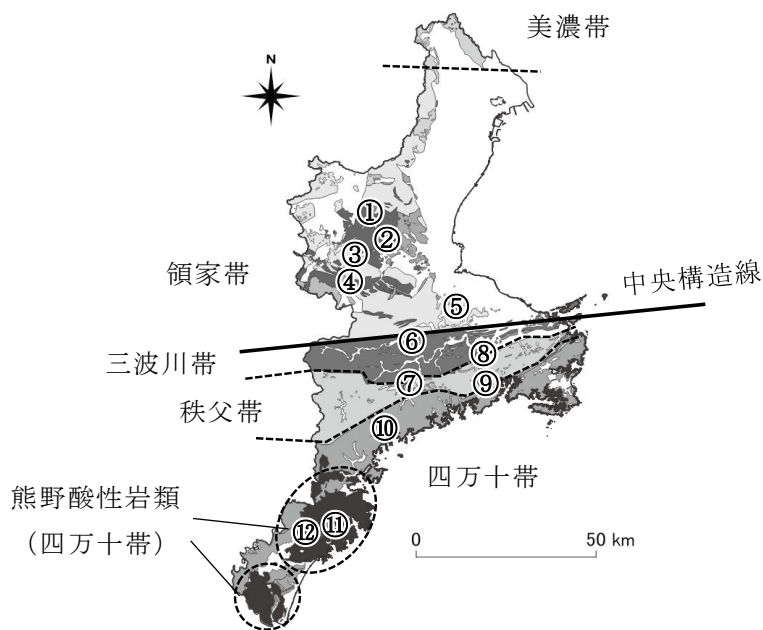 美濃帯
N
①
②
③
領家帯
④
中央構造線
⑤
⑥
三波川帯
⑧
⑦
⑨
秩父帯
⑩
四万十帯
熊野酸性岩類
(四万十帯)
⑪
⑫
0
50 km